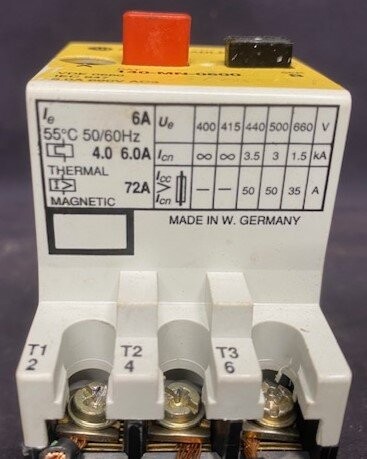 130-MN-0600
Ie 6A Ue 400 415 440 500 660 V
55°C 50/60Hz
4.0 6.0A Icn ∞ ∞ 3.5 3 1.5 kA
THERMAL
72A Icc > Icn — — 50 50 35 A
MAGNETIC
MADE IN W. GERMANY
T1 T2 T3
2 4 6